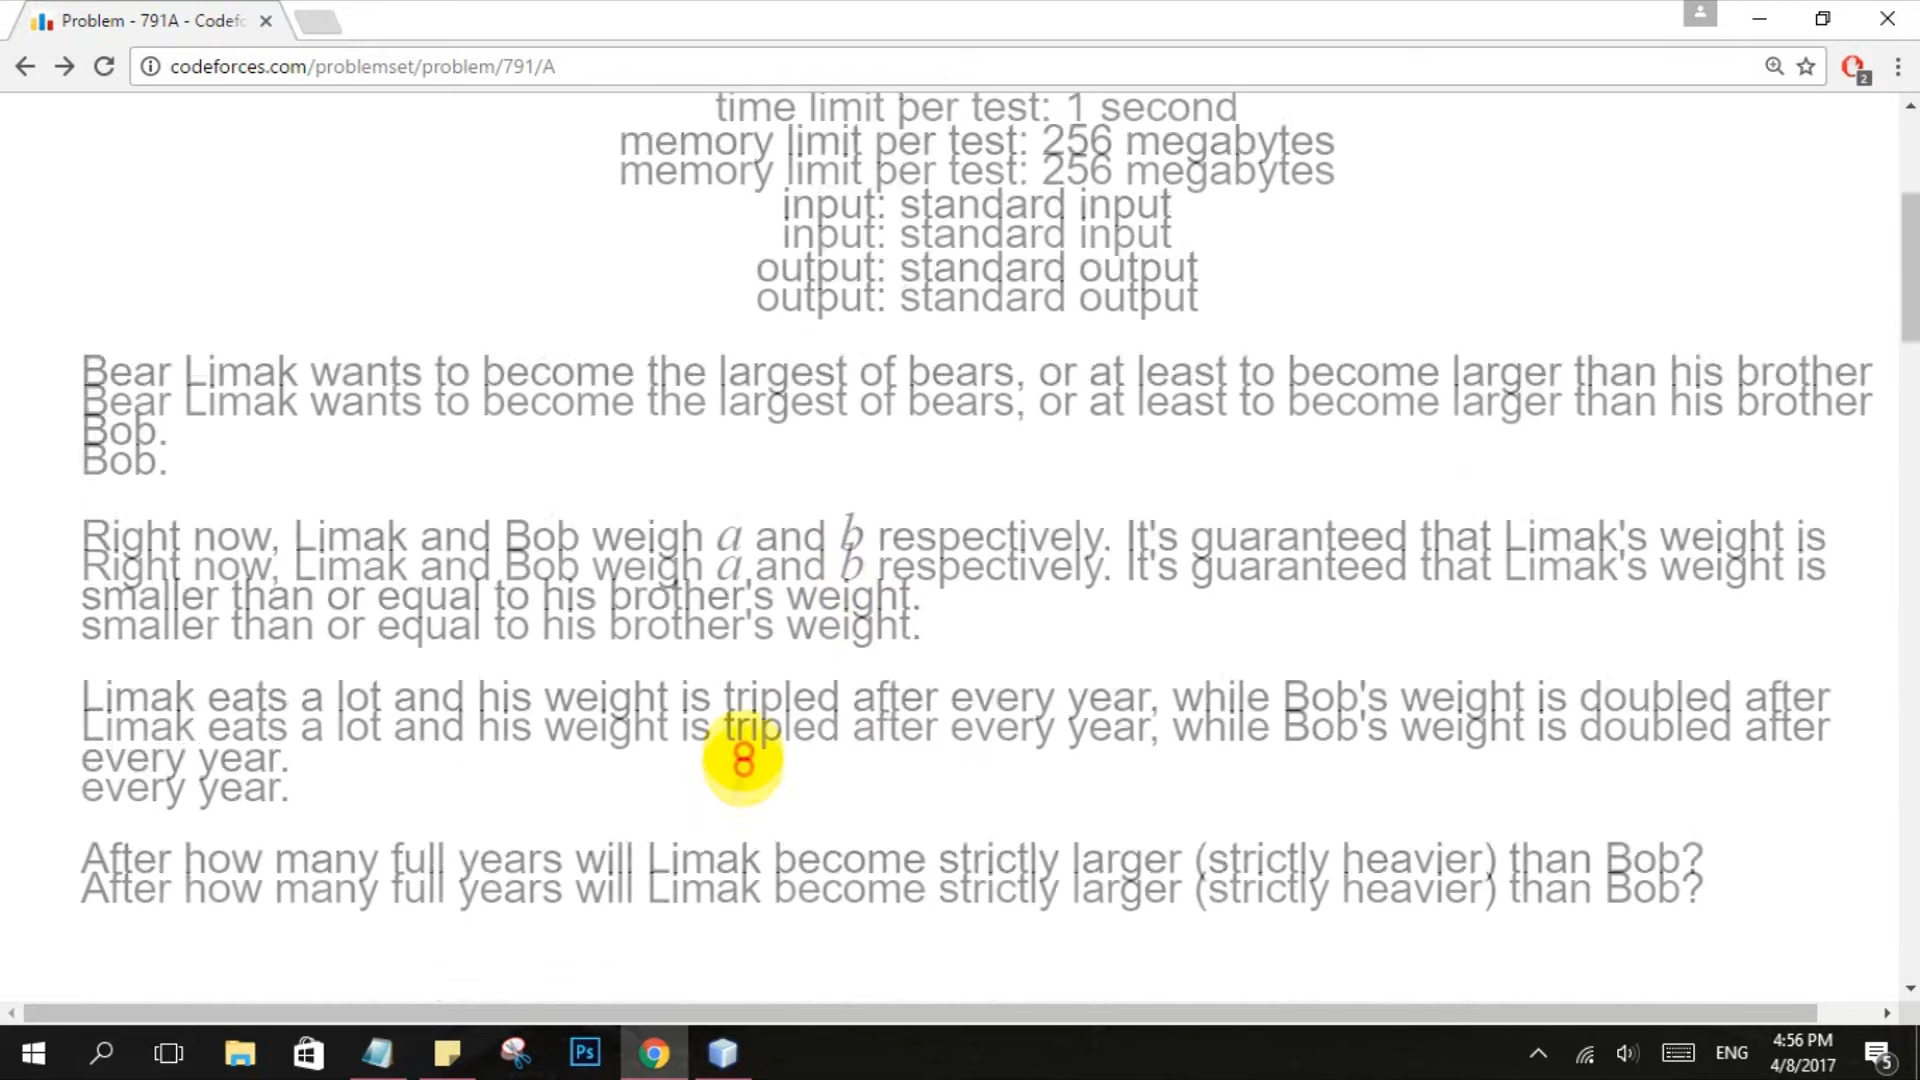 Problem - 791A - Codefo
codeforces.com/problemset/problem/791/A
2
time limit per test: 1 second
memory limit per test: 256 megabytes
memory limit per test: 256 megabytes
input: standard input
input: standard input
output: standard output
output: standard output
Bear Limak wants to become the largest of bears, or at least to become larger than his brother
Bear Limak wants to become the largest of bears, or at least to become larger than his brother
Bob.
Bob.
Right now, Limak and Bob weigh a and b respectively. It's guaranteed that Limak's weight is
Right now, Limak and Bob weigh a and b respectively. It's guaranteed that Limak's weight is
smaller than or equal to his brother's weight.
smaller than or equal to his brother's weight.
Limak eats a lot and his weight is tripled after every year, while Bob's weight is doubled after
Limak eats a lot and his weight is tripled after every year, while Bob's weight is doubled after
every year.
every year.
After how many full years will Limak become strictly larger (strictly heavier) than Bob?
After how many full years will Limak become strictly larger (strictly heavier) than Bob?
Ps
ENG
4:56 PM
4/8/2017
5